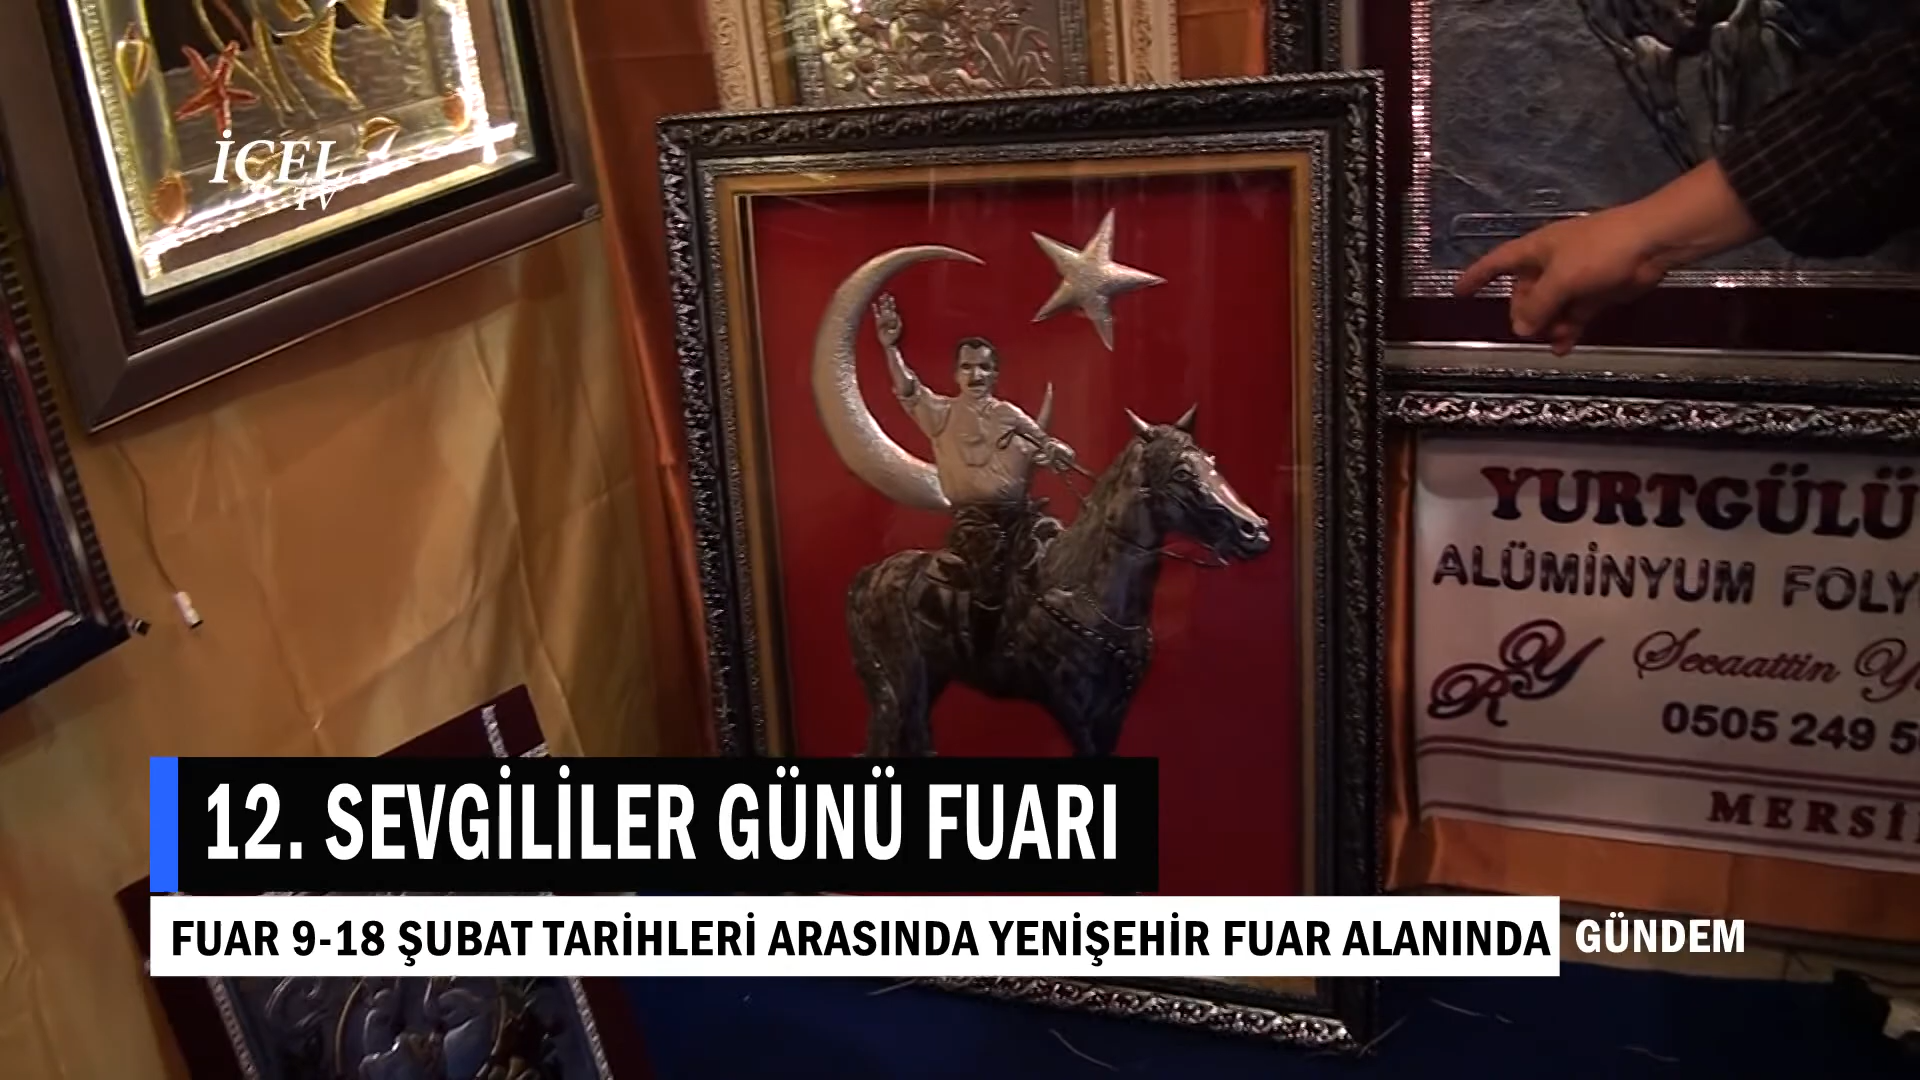 İÇEL
TV
YURTGÜLÜ
ALÜMİNYUM FOLY
RY
Secaattin Y
0505 249 5
MERSİ
12. SEVGİLİLER GÜNÜ FUARI
FUAR 9-18 ŞUBAT TARİHLERİ ARASINDA YENİŞEHİR FUAR ALANINDA
GÜNDEM